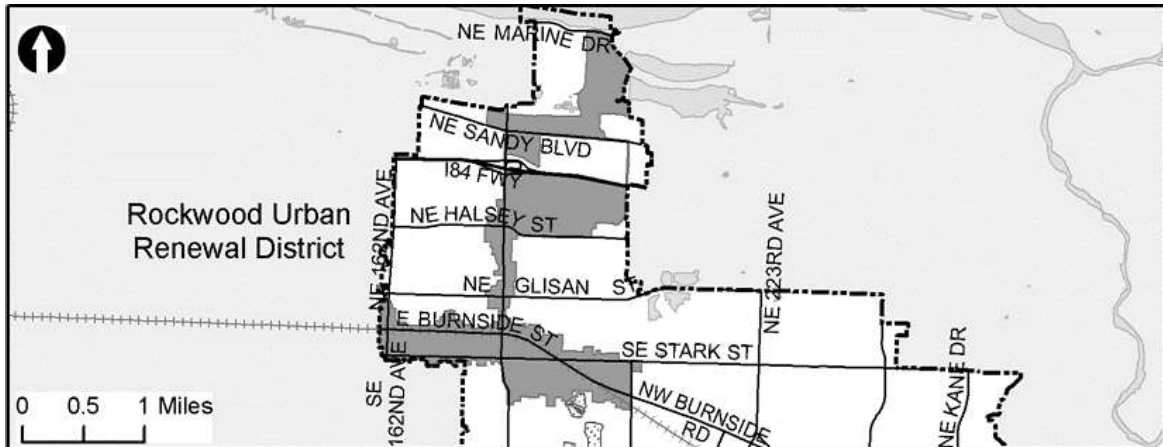 NE MARINE DR
NE SANDY BLVD
I84 FWY
NE 162ND AVE
Rockwood Urban
Renewal District
NE HALSEY ST
NE 223RD AVE
NE GLISAN ST
E BURNSIDE ST
SE STARK ST
SE
162ND AVE
NE KANE DR
NW BURNSIDE
RD
0 0.5 1 Miles